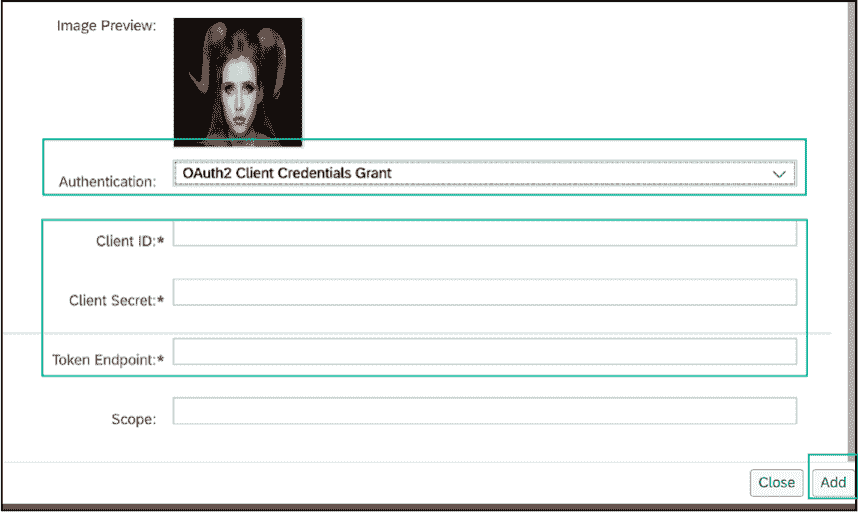 Image Preview:
Authentication: OAuth2 Client Credentials Grant
Client ID:*
Client Secret:*
Token Endpoint:*
Scope:
Close Add